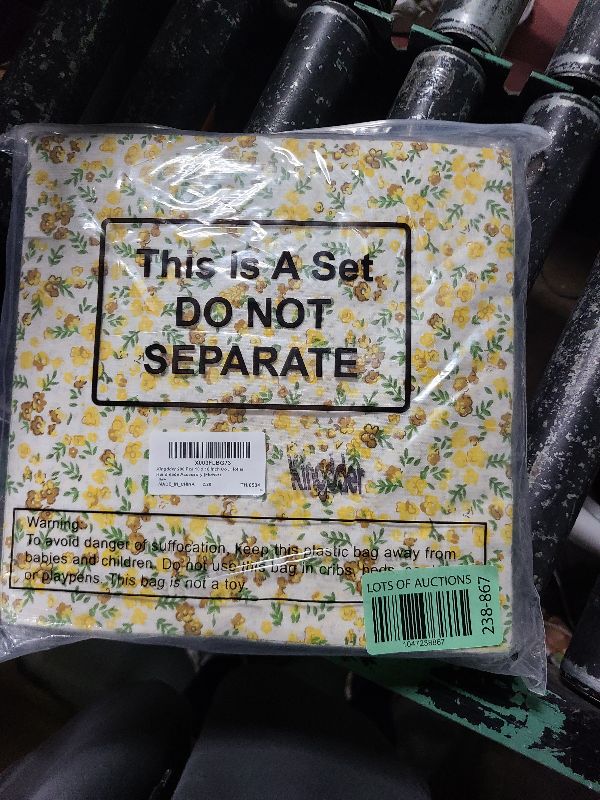 This is A Set
DO NOT
SEPARATE
MADE_IN_CHINA
Kingdder
Warning:
To avoid danger of suffocation, keep this plastic bag away from
babies and children. Do not use this bag in cribs, beds,
or playpens. This bag is not a toy.
LOTS OF AUCTIONS
238-867